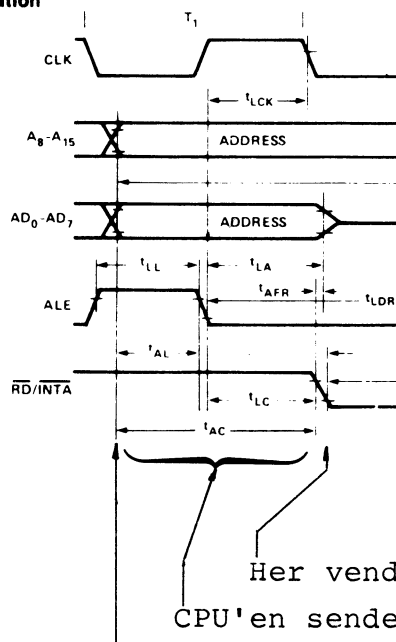 ition
T1
CLK
tLCK
A8-A15
ADDRESS
AD0-AD7
ADDRESS
tLL
tLA
tAFR
tLDR
ALE
tAL
RD/INTA
tLC
tAC
Her vend
CPU'en sende